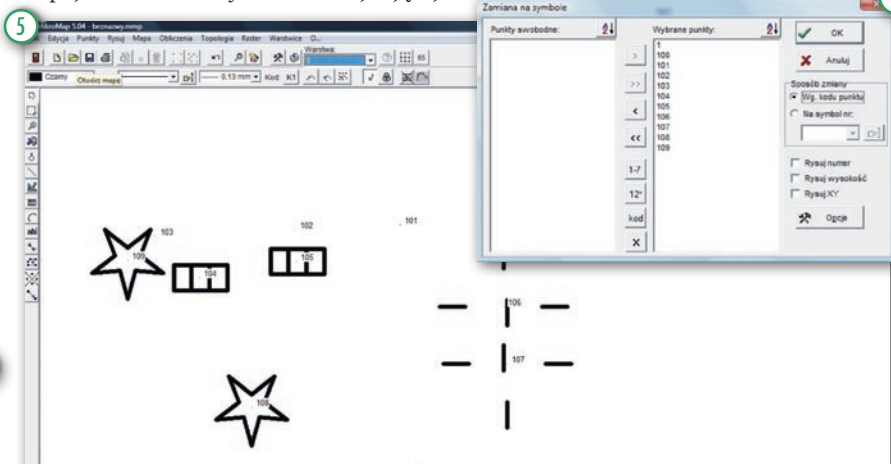 5
MikroMap 5.04 - beznazwy.mmp
Edycja Punkty Rysuj Mapa Obliczenia Topologia Raster Warstwice O...
Warstwa
65
Czarny
Otwórz mapę
0,13 mm
Kod: K1
103
102
101
109
104
105
106
107
108
Zamiana na symbole
Punkty swobodne:
Wybrane punkty:
1
100
101
102
103
104
105
106
107
108
109
>
>>
<
<<
1-7
12*
kod
X
OK
Anuluj
Sposób zmiany
Wg. kodu punktu
Na symbol nr:
Rysuj numer
Rysuj wysokość
Rysuj XY
Opcje